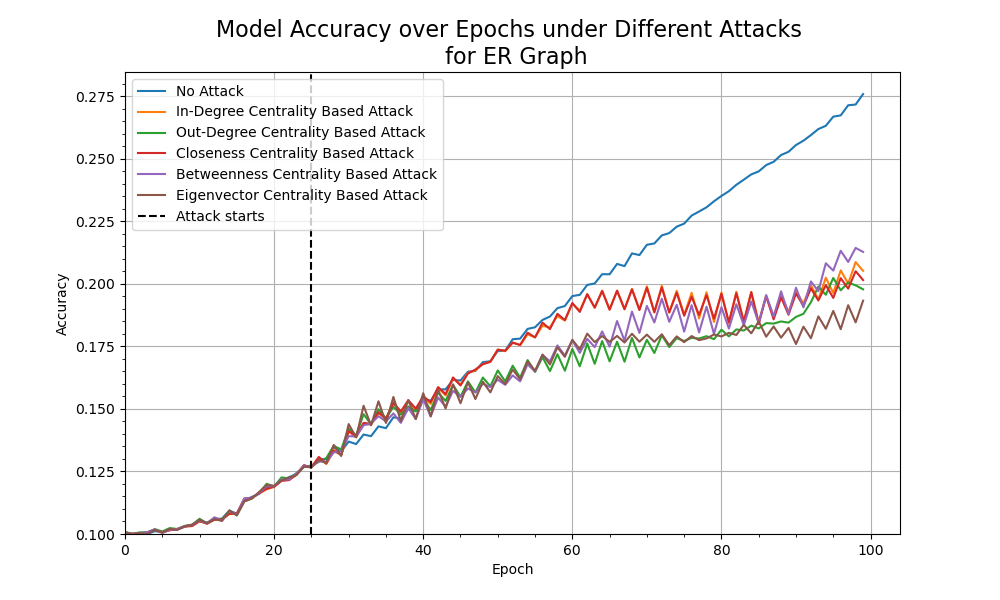 Model Accuracy over Epochs under Different Attacks
for ER Graph
No Attack
In-Degree Centrality Based Attack
Out-Degree Centrality Based Attack
Closeness Centrality Based Attack
Betweenness Centrality Based Attack
Eigenvector Centrality Based Attack
Attack starts
Accuracy
0.275
0.250
0.225
0.200
0.175
0.150
0.125
0.100
0
20
40
60
80
100
Epoch